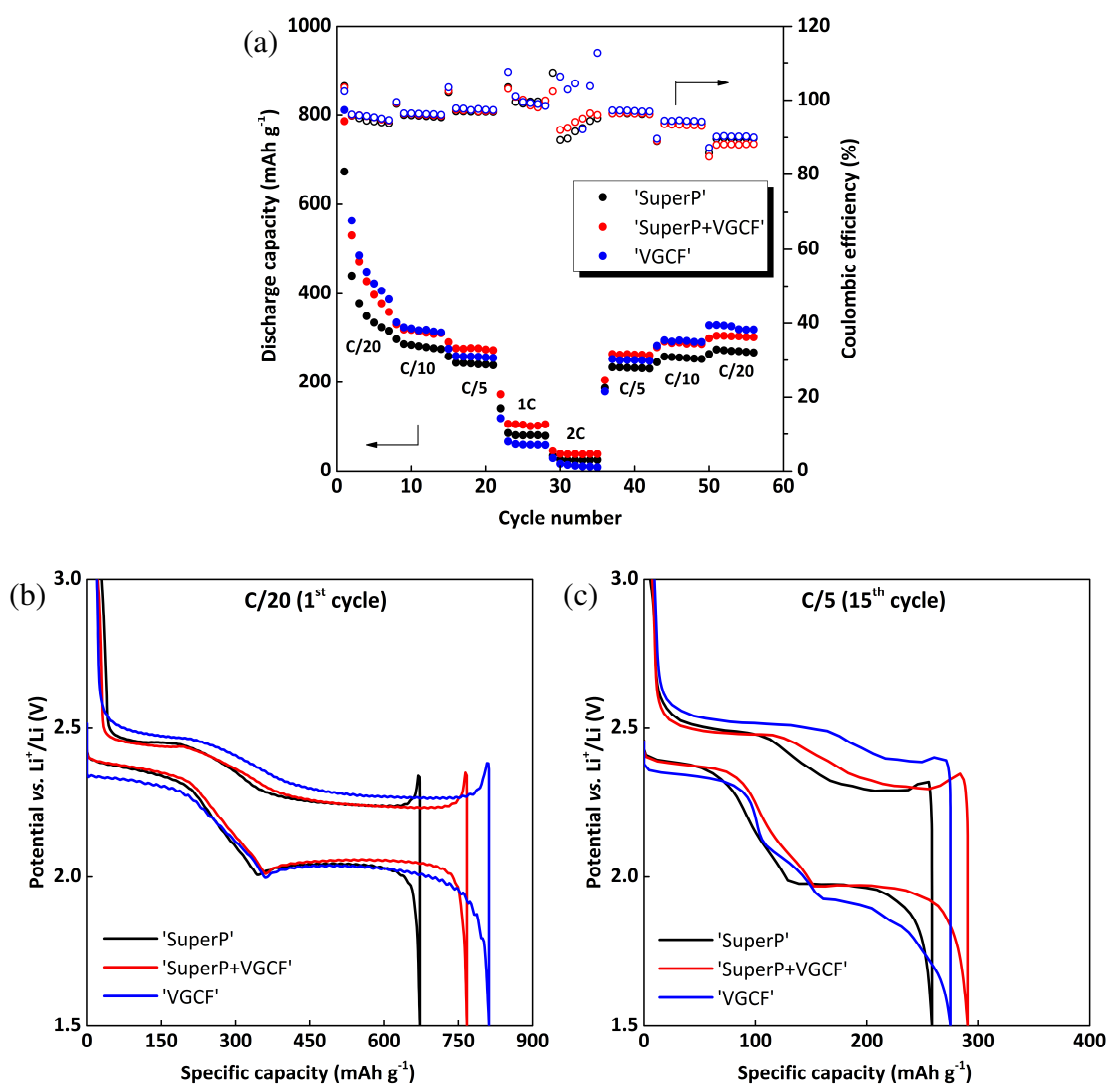 (a)
1000
800
600
400
200
0
Discharge capacity (mAh g⁻¹)
120
100
80
60
40
20
0
Coulombic efficiency (%)
'SuperP'
'SuperP+VGCF'
'VGCF'
C/20
C/10
C/5
1C
2C
C/5
C/10
C/20
0 10 20 30 40 50 60
Cycle number
(b)
C/20 (1ˢᵗ cycle)
3.0
2.5
2.0
1.5
Potential vs. Li⁺/Li (V)
'SuperP'
'SuperP+VGCF'
'VGCF'
0 150 300 450 600 750 900
Specific capacity (mAh g⁻¹)
(c)
C/5 (15ᵗʰ cycle)
3.0
2.5
2.0
1.5
Potential vs. Li⁺/Li (V)
'SuperP'
'SuperP+VGCF'
'VGCF'
0 100 200 300 400
Specific capacity (mAh g⁻¹)